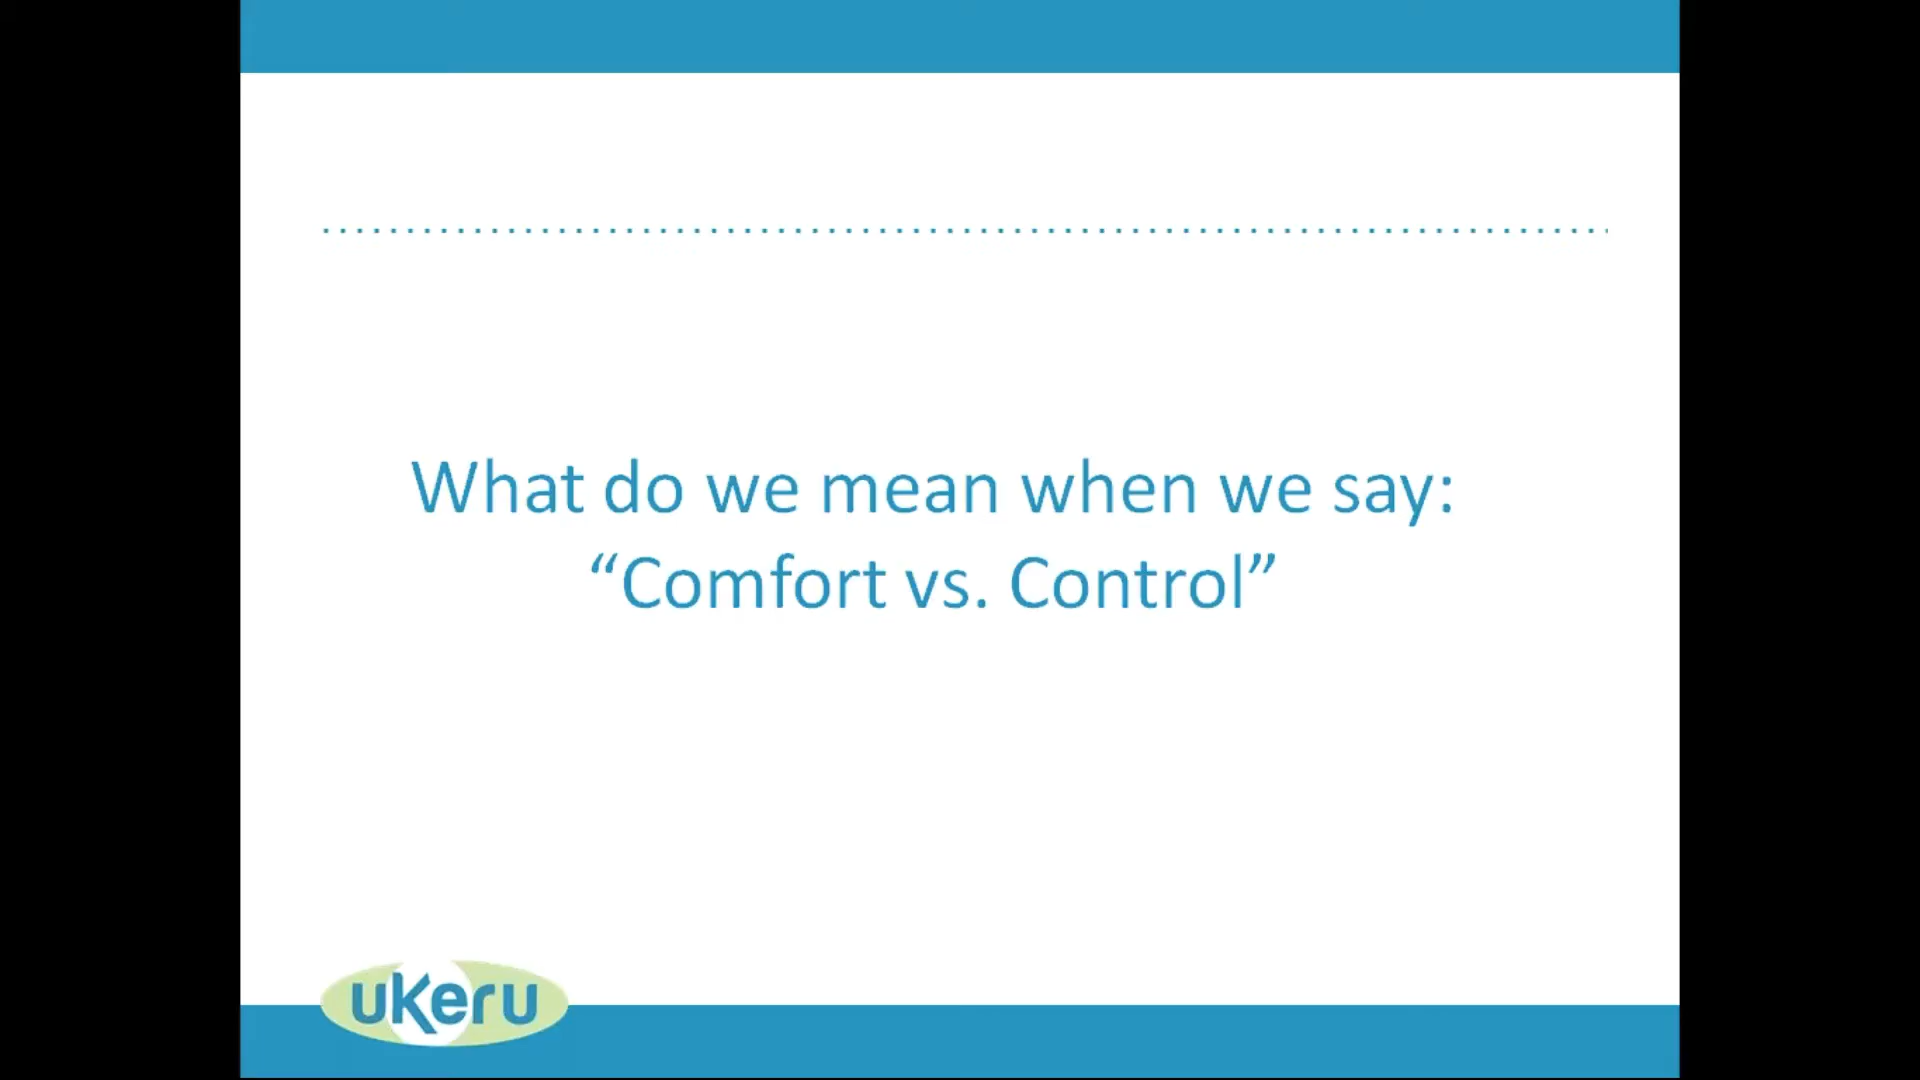 What do we mean when we say:
“Comfort vs. Control”
uKeru